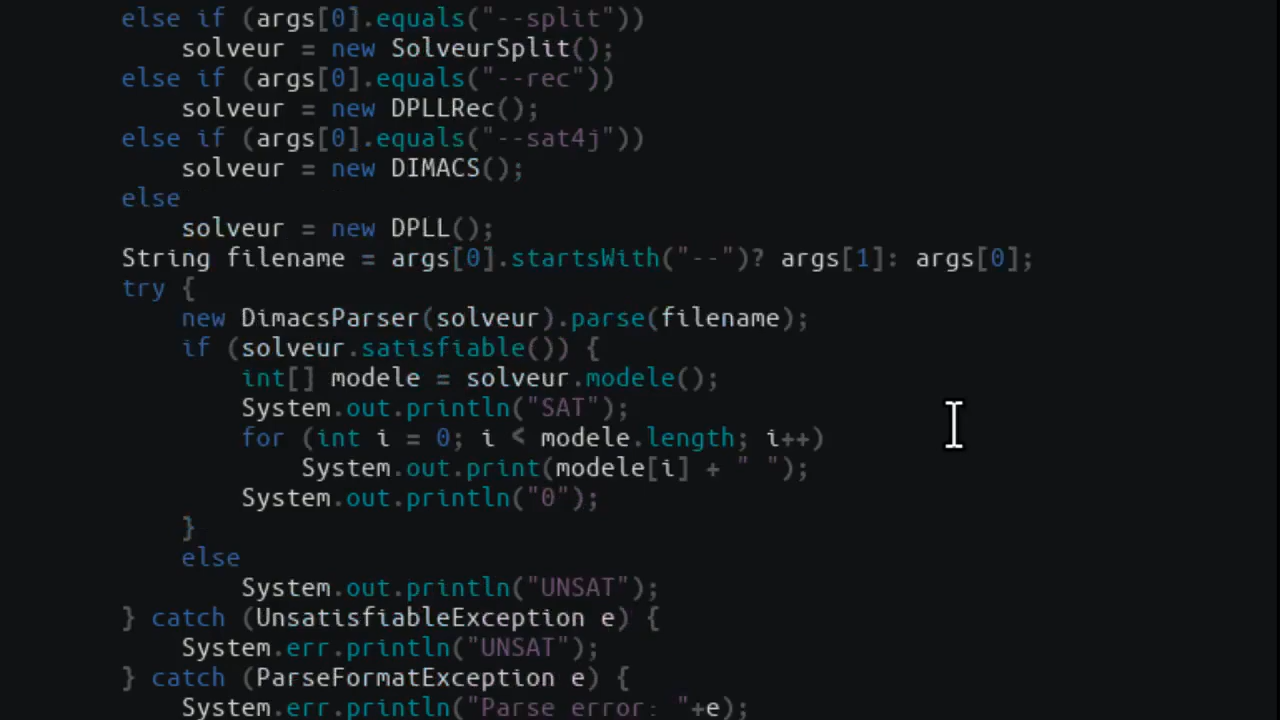 else if (args[0].equals("--split"))
solveur = new SolveurSplit();
else if (args[0].equals("--rec"))
solveur = new DPLLRec();
else if (args[0].equals("--sat4j"))
solveur = new DIMACS();
else
solveur = new DPLL();
String filename = args[0].startsWith("--")? args[1]: args[0];
try {
new DimacsParser(solveur).parse(filename);
if (solveur.satisfiable()) {
int[] modele = solveur.modele();
System.out.println("SAT");
for (int i = 0; i < modele.length; i++)
System.out.print(modele[i] + " ");
System.out.println("0");
}
else
System.out.println("UNSAT");
} catch (UnsatisfiableException e) {
System.err.println("UNSAT");
} catch (ParseFormatException e) {
System.err.println("Parse error: "+e);